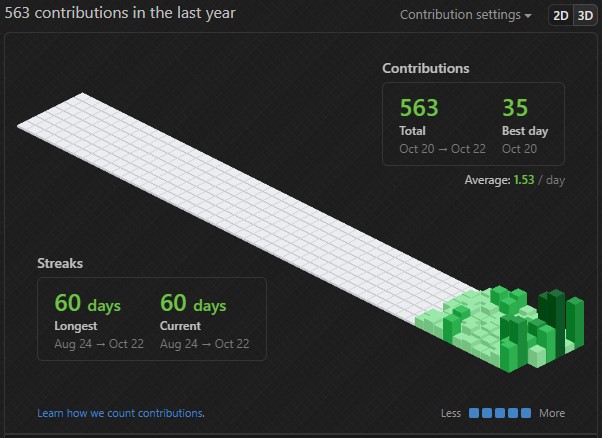 563 contributions in the last year
Contribution settings
2D 3D
Contributions
563 35
Total Best day
Oct 20 → Oct 22 Oct 20
Average: 1.53 / day
Streaks
60 days 60 days
Longest Current
Aug 24 → Oct 22 Aug 24 → Oct 22
Learn how we count contributions.
Less More